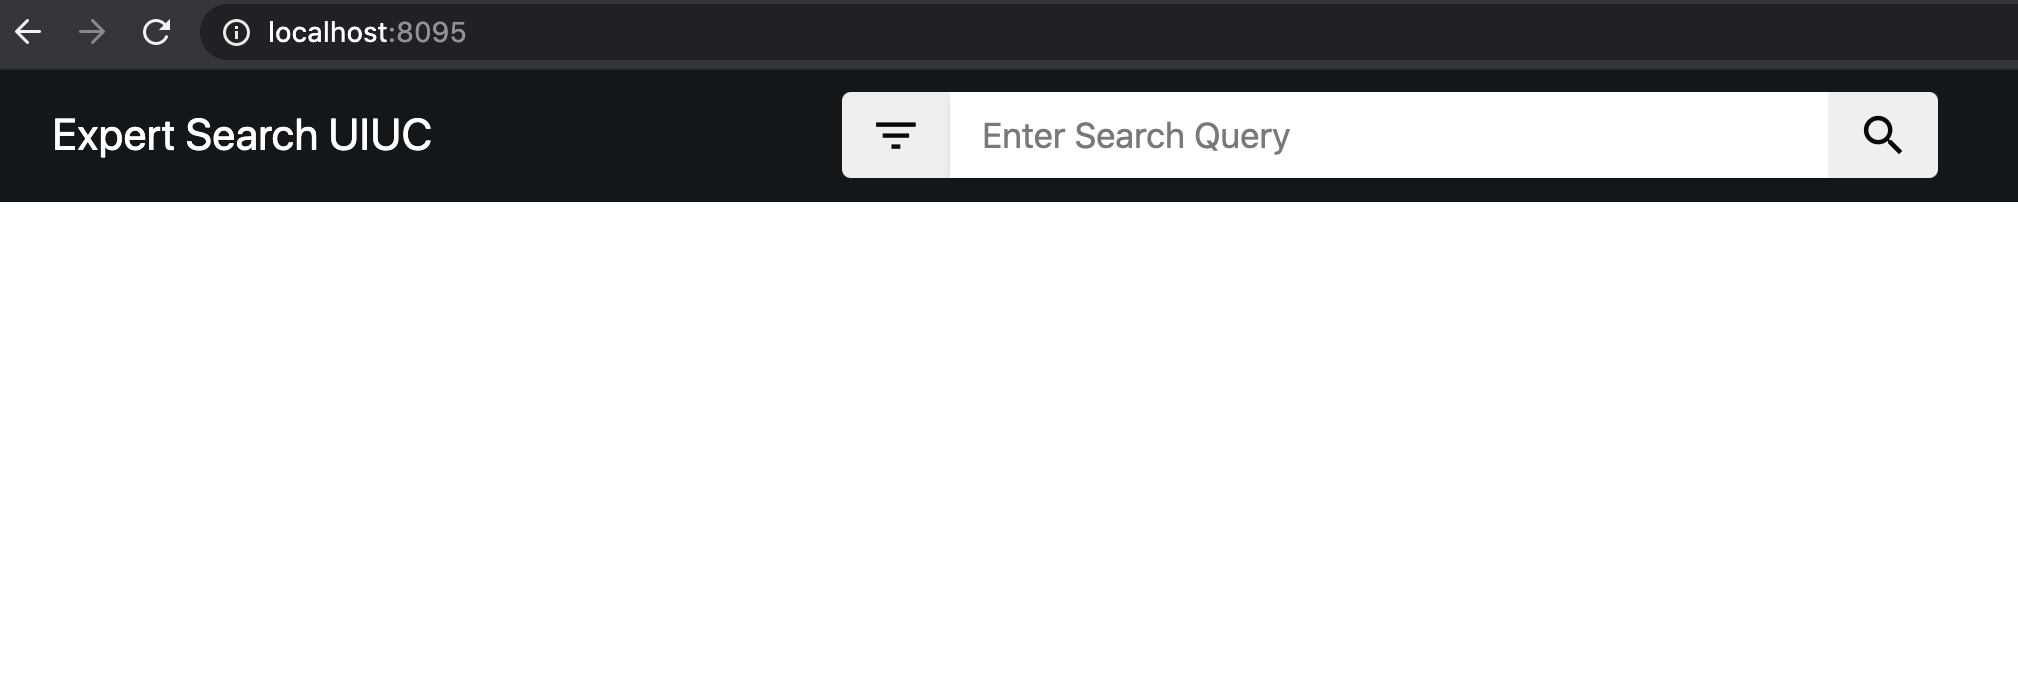 localhost:8095
Expert Search UIUC
Enter Search Query